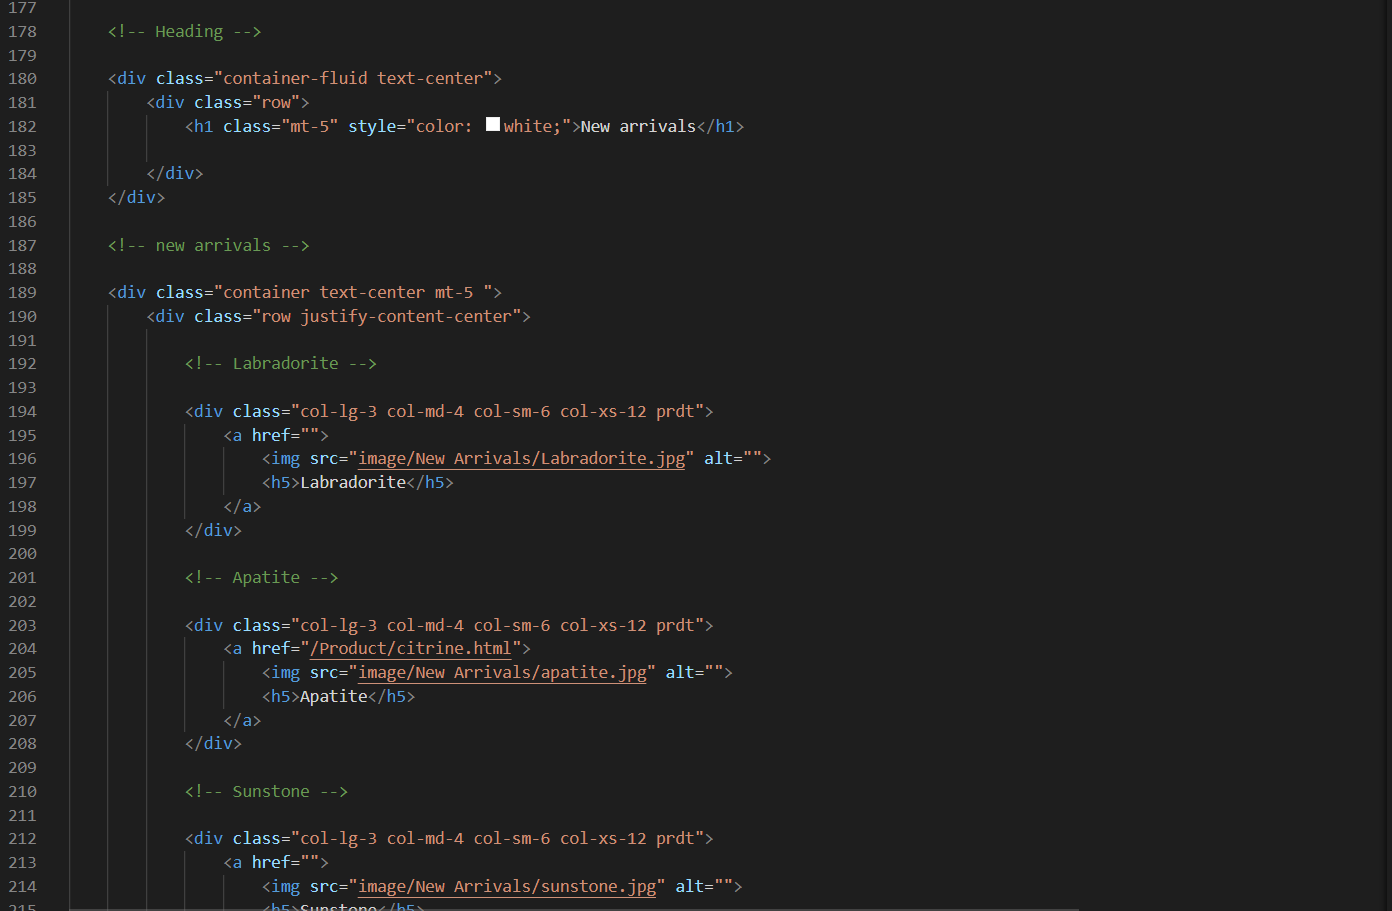 177
178 <!-- Heading -->
179
180 <div class="container-fluid text-center">
181 <div class="row">
182 <h1 class="mt-5" style="color: white;">New arrivals</h1>
183
184 </div>
185 </div>
186
187 <!-- new arrivals -->
188
189 <div class="container text-center mt-5 ">
190 <div class="row justify-content-center">
191
192 <!-- Labradorite -->
193
194 <div class="col-lg-3 col-md-4 col-sm-6 col-xs-12 prdt">
195 <a href="">
196 <img src="image/New Arrivals/Labradorite.jpg" alt="">
197 <h5>Labradorite</h5>
198 </a>
199 </div>
200
201 <!-- Apatite -->
202
203 <div class="col-lg-3 col-md-4 col-sm-6 col-xs-12 prdt">
204 <a href="/Product/citrine.html">
205 <img src="image/New Arrivals/apatite.jpg" alt="">
206 <h5>Apatite</h5>
207 </a>
208 </div>
209
210 <!-- Sunstone -->
211
212 <div class="col-lg-3 col-md-4 col-sm-6 col-xs-12 prdt">
213 <a href="">
214 <img src="image/New Arrivals/sunstone.jpg" alt="">
215 <h5>Sunstone</h5>